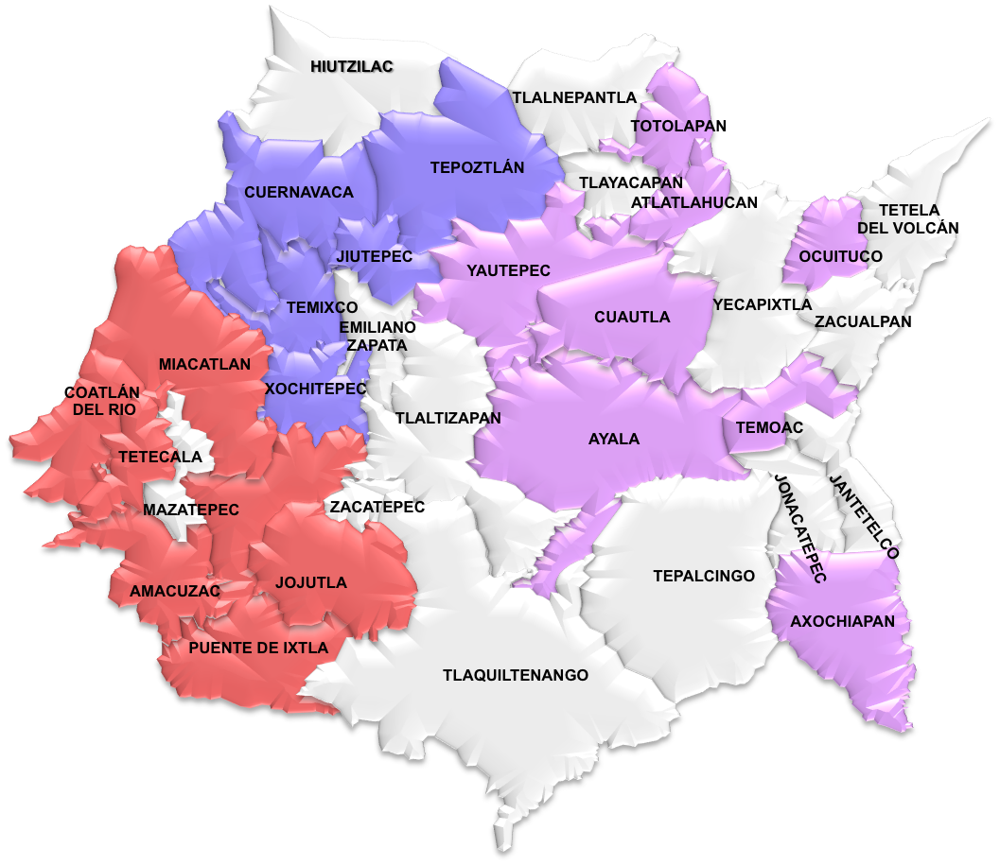 HIUTZILAC
TLALNEPANTLA
TOTOLAPAN
TEPOZTLÁN
TLAYACAPAN
CUERNAVACA
ATLATLAHUCAN
TETELA
DEL VOLCÁN
JIUTEPEC
OCUITUCO
YAUTEPEC
TEMIXCO
YECAPIXTLA
CUAUTLA
ZACUALPAN
EMILIANO
ZAPATA
MIACATLAN
XOCHITEPEC
COATLÁN
DEL RIO
TLALTIZAPAN
TEMOAC
AYALA
TETECALA
MAZATEPEC
ZACATEPEC
JONACATEPEC
JANTETELCO
TEPALCINGO
JOJUTLA
AMACUZAC
AXOCHIAPAN
PUENTE DE IXTLA
TLAQUILTENANGO